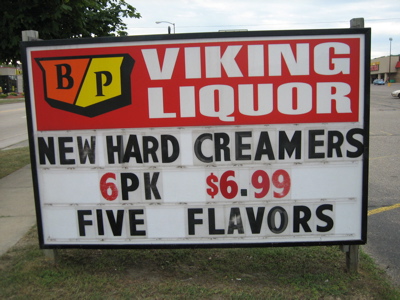 BP
VIKING
LIQUOR
NEW HARD CREAMERS
6PK $6.99
FIVE FLAVORS